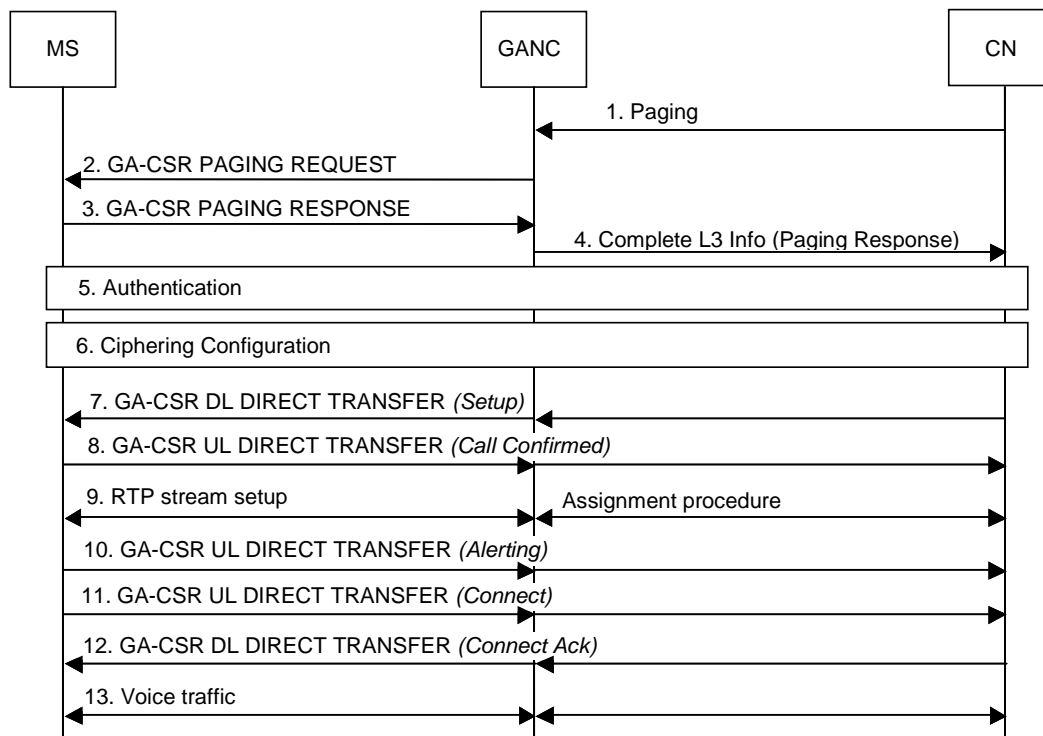 MS
GANC
CN
1. Paging
2. GA-CSR PAGING REQUEST
3. GA-CSR PAGING RESPONSE
4. Complete L3 Info (Paging Response)
5. Authentication
6. Ciphering Configuration
7. GA-CSR DL DIRECT TRANSFER (Setup)
8. GA-CSR UL DIRECT TRANSFER (Call Confirmed)
9. RTP stream setup
Assignment procedure
10. GA-CSR UL DIRECT TRANSFER (Alerting)
11. GA-CSR UL DIRECT TRANSFER (Connect)
12. GA-CSR DL DIRECT TRANSFER (Connect Ack)
13. Voice traffic